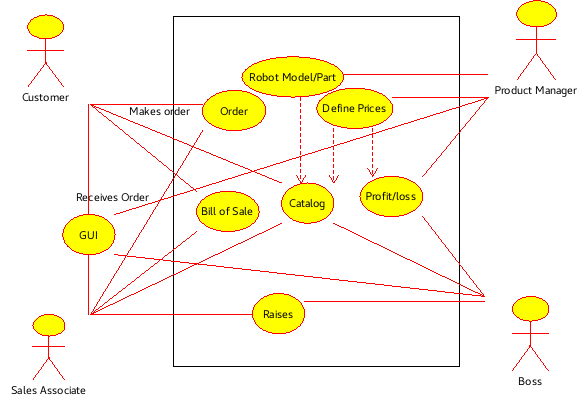 Robot Model/Part
Product Manager
Customer
Makes order
Order
Define Prices
Receives Order
Bill of Sale
Catalog
Profit/loss
GUI
Raises
Sales Associate
Boss